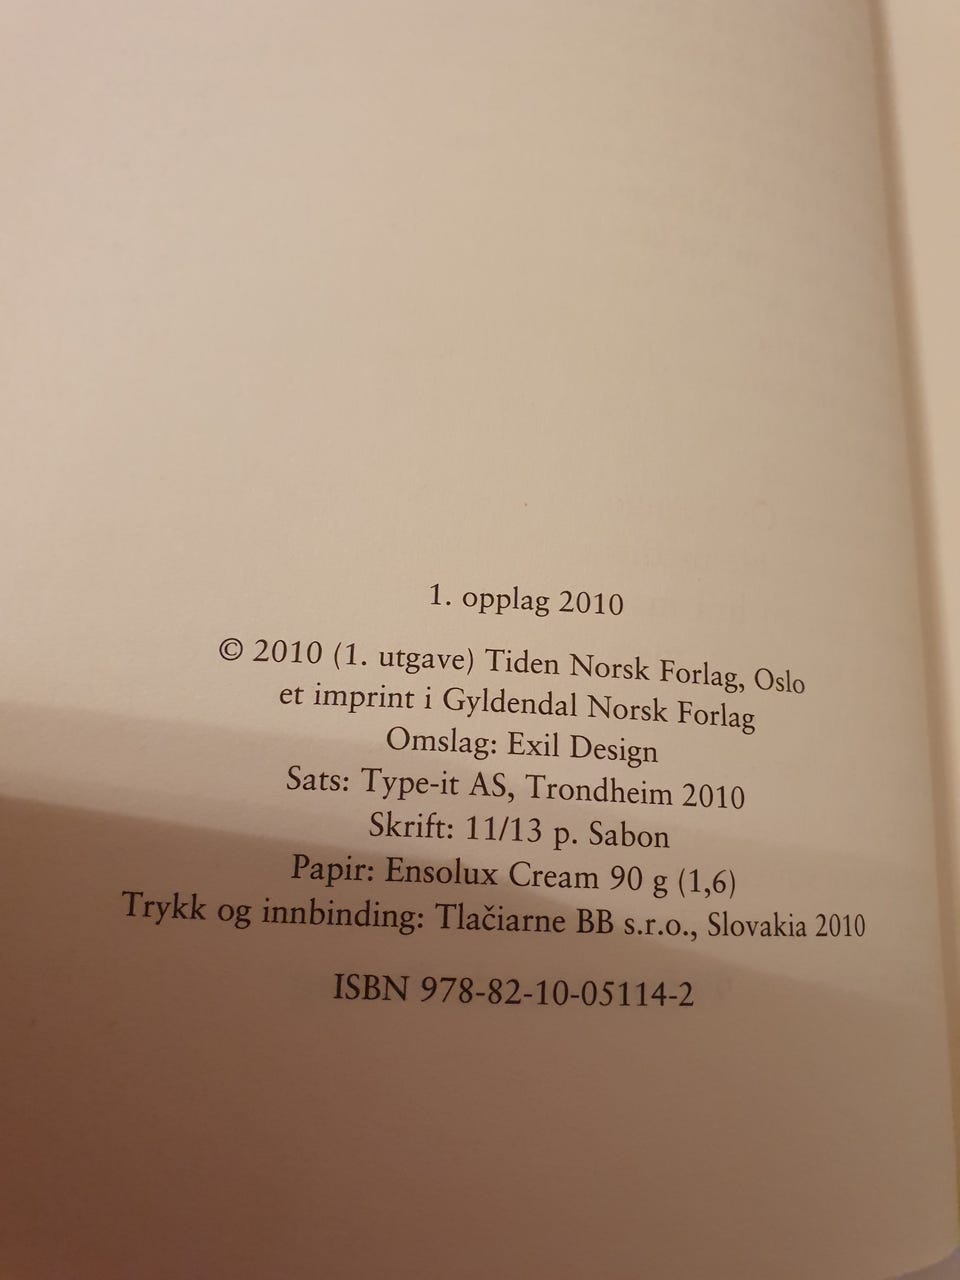 1. opplag 2010
© 2010 (1. utgave) Tiden Norsk Forlag, Oslo
et imprint i Gyldendal Norsk Forlag
Omslag: Exil Design
Sats: Type-it AS, Trondheim 2010
Skrift: 11/13 p. Sabon
Papir: Ensolux Cream 90 g (1,6)
Trykk og innbinding: Tlačiarne BB s.r.o., Slovakia 2010
ISBN 978-82-10-05114-2